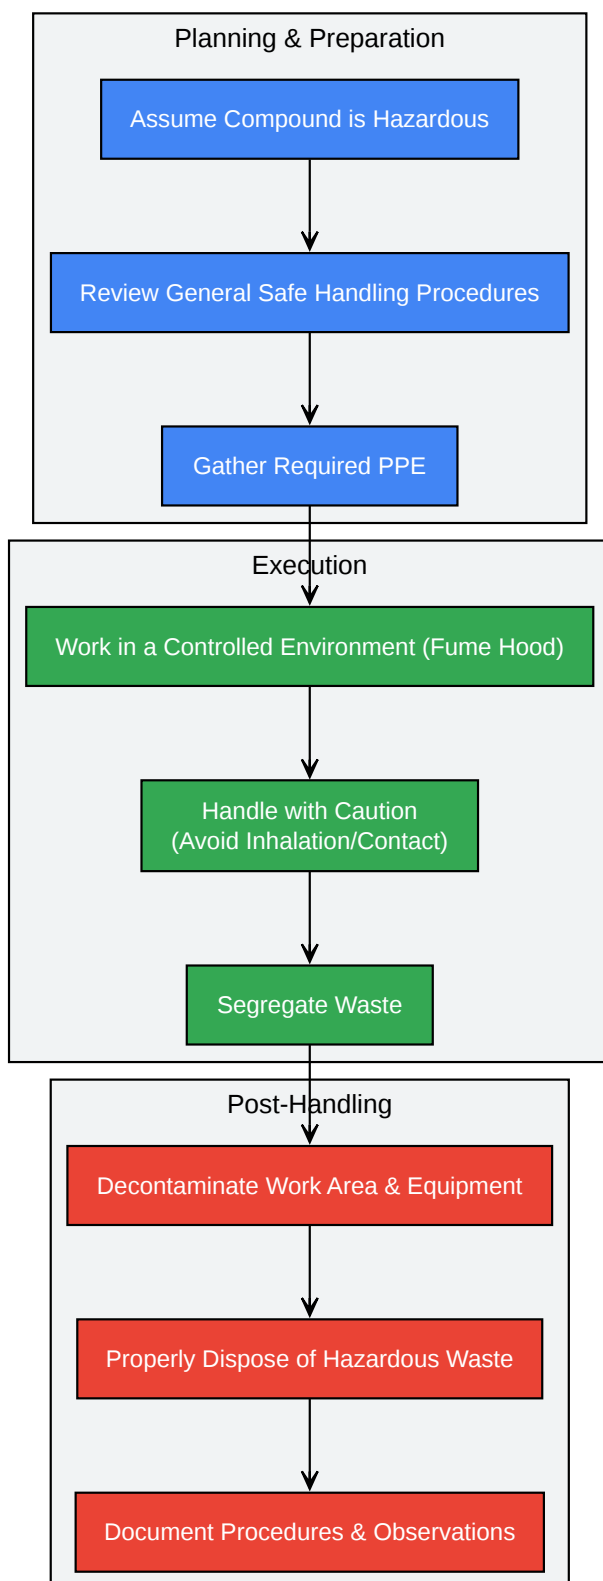 Planning & Preparation
Assume Compound is Hazardous
Review General Safe Handling Procedures
Gather Required PPE
Execution
Work in a Controlled Environment (Fume Hood)
Handle with Caution
(Avoid Inhalation/Contact)
Segregate Waste
Post-Handling
Decontaminate Work Area & Equipment
Properly Dispose of Hazardous Waste
Document Procedures & Observations